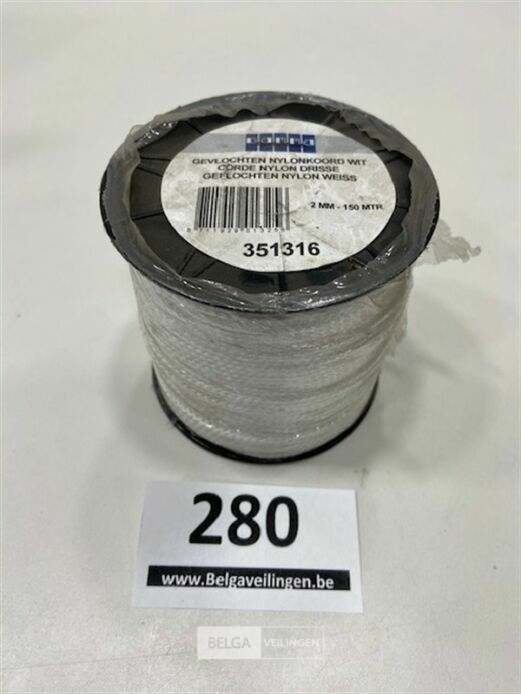 GEVLOCHTEN NYLONKOORD WIT
CORDE NYLON DRISSE
GEFLOCHTEN NYLON WEISS
2 MM - 150 MTR
351316
280
www.Belgaveilingen.be
BELGA VEILINGEN